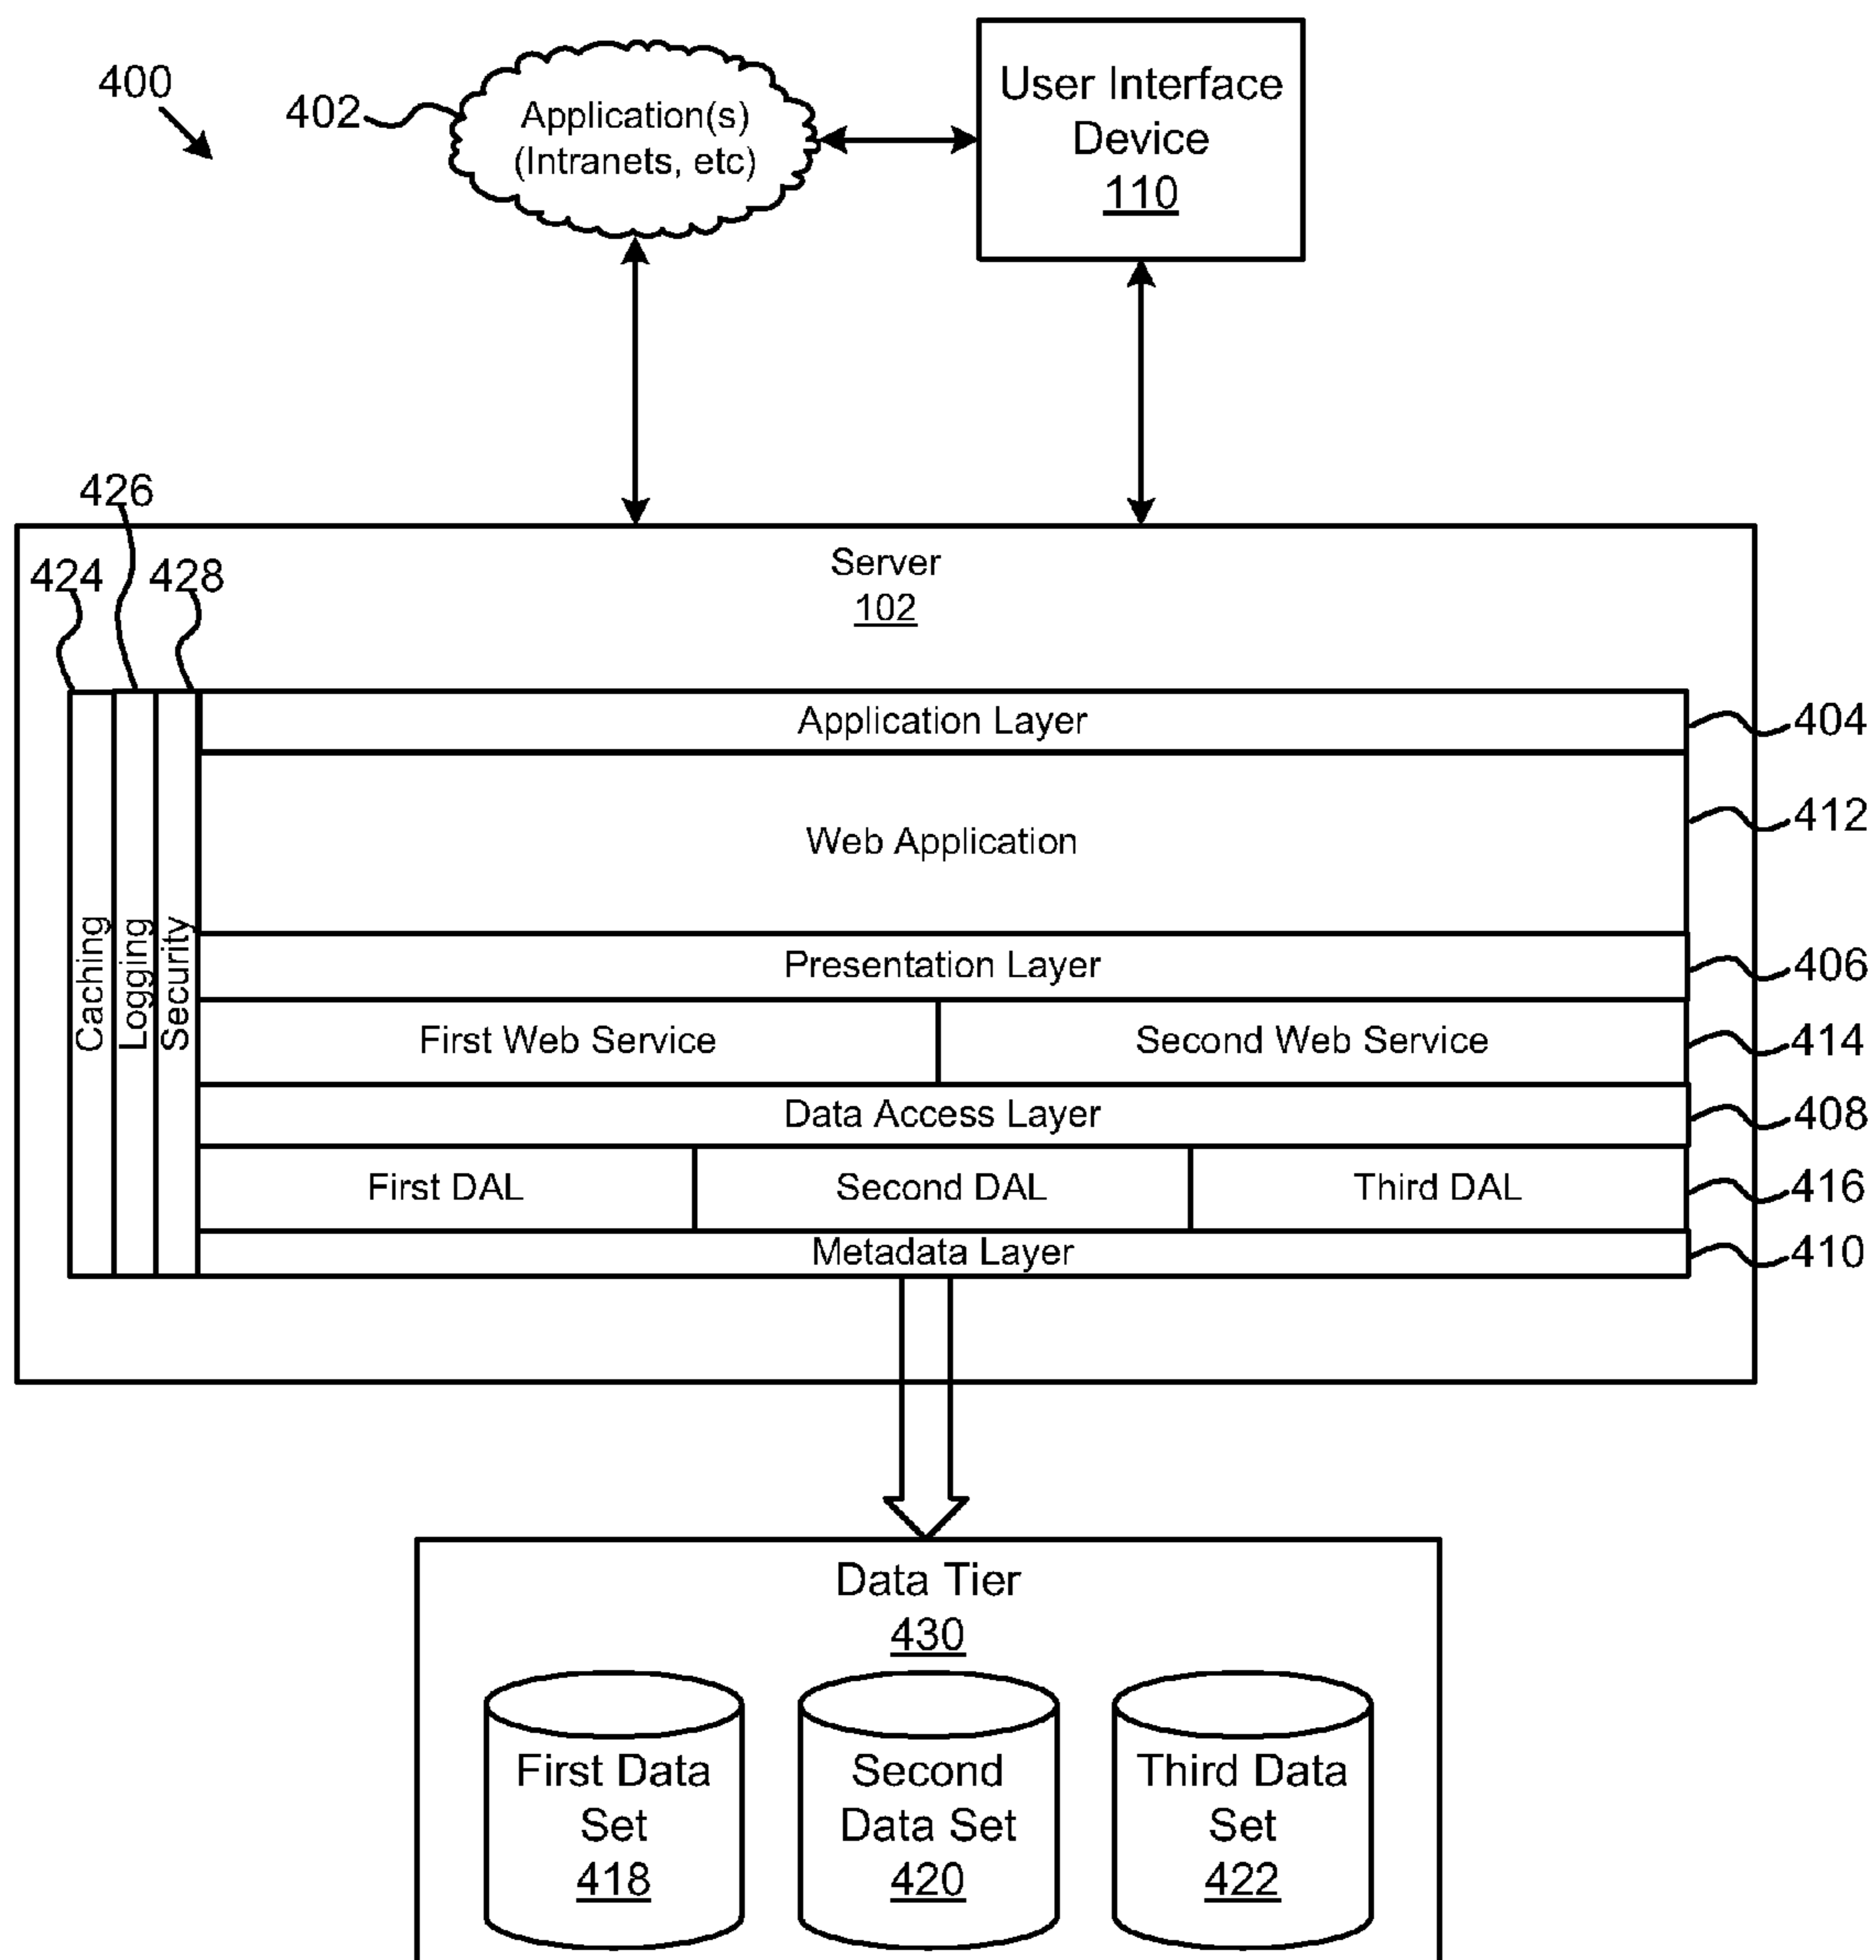 400
402
Application(s)
(Intranets, etc)
User Interface
Device
110
426
424
428
Server
102
Caching
Logging
Security
Application Layer
404
Web Application
412
Presentation Layer
406
First Web Service
Second Web Service
414
Data Access Layer
408
First DAL
Second DAL
Third DAL
416
Metadata Layer
410
Data Tier
430
First Data
Set
418
Second
Data Set
420
Third Data
Set
422